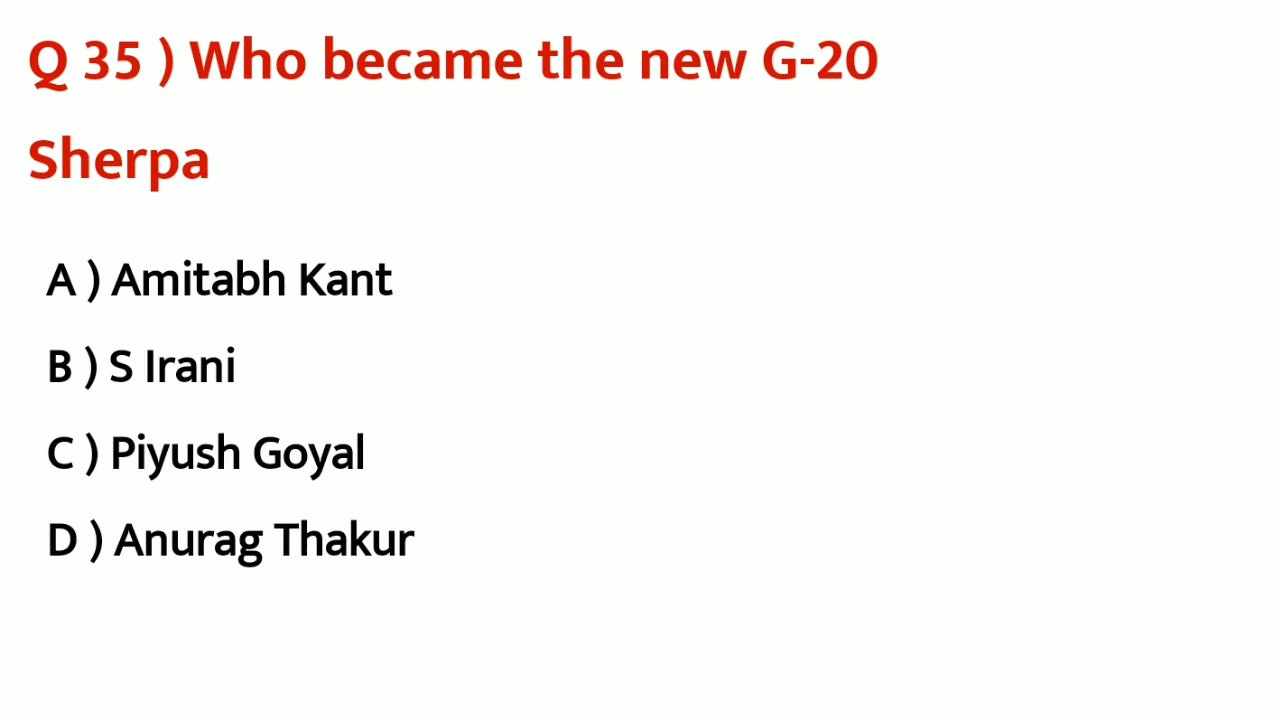 Q 35 ) Who became the new G-20
Sherpa
A ) Amitabh Kant
B ) S Irani
C ) Piyush Goyal
D ) Anurag Thakur